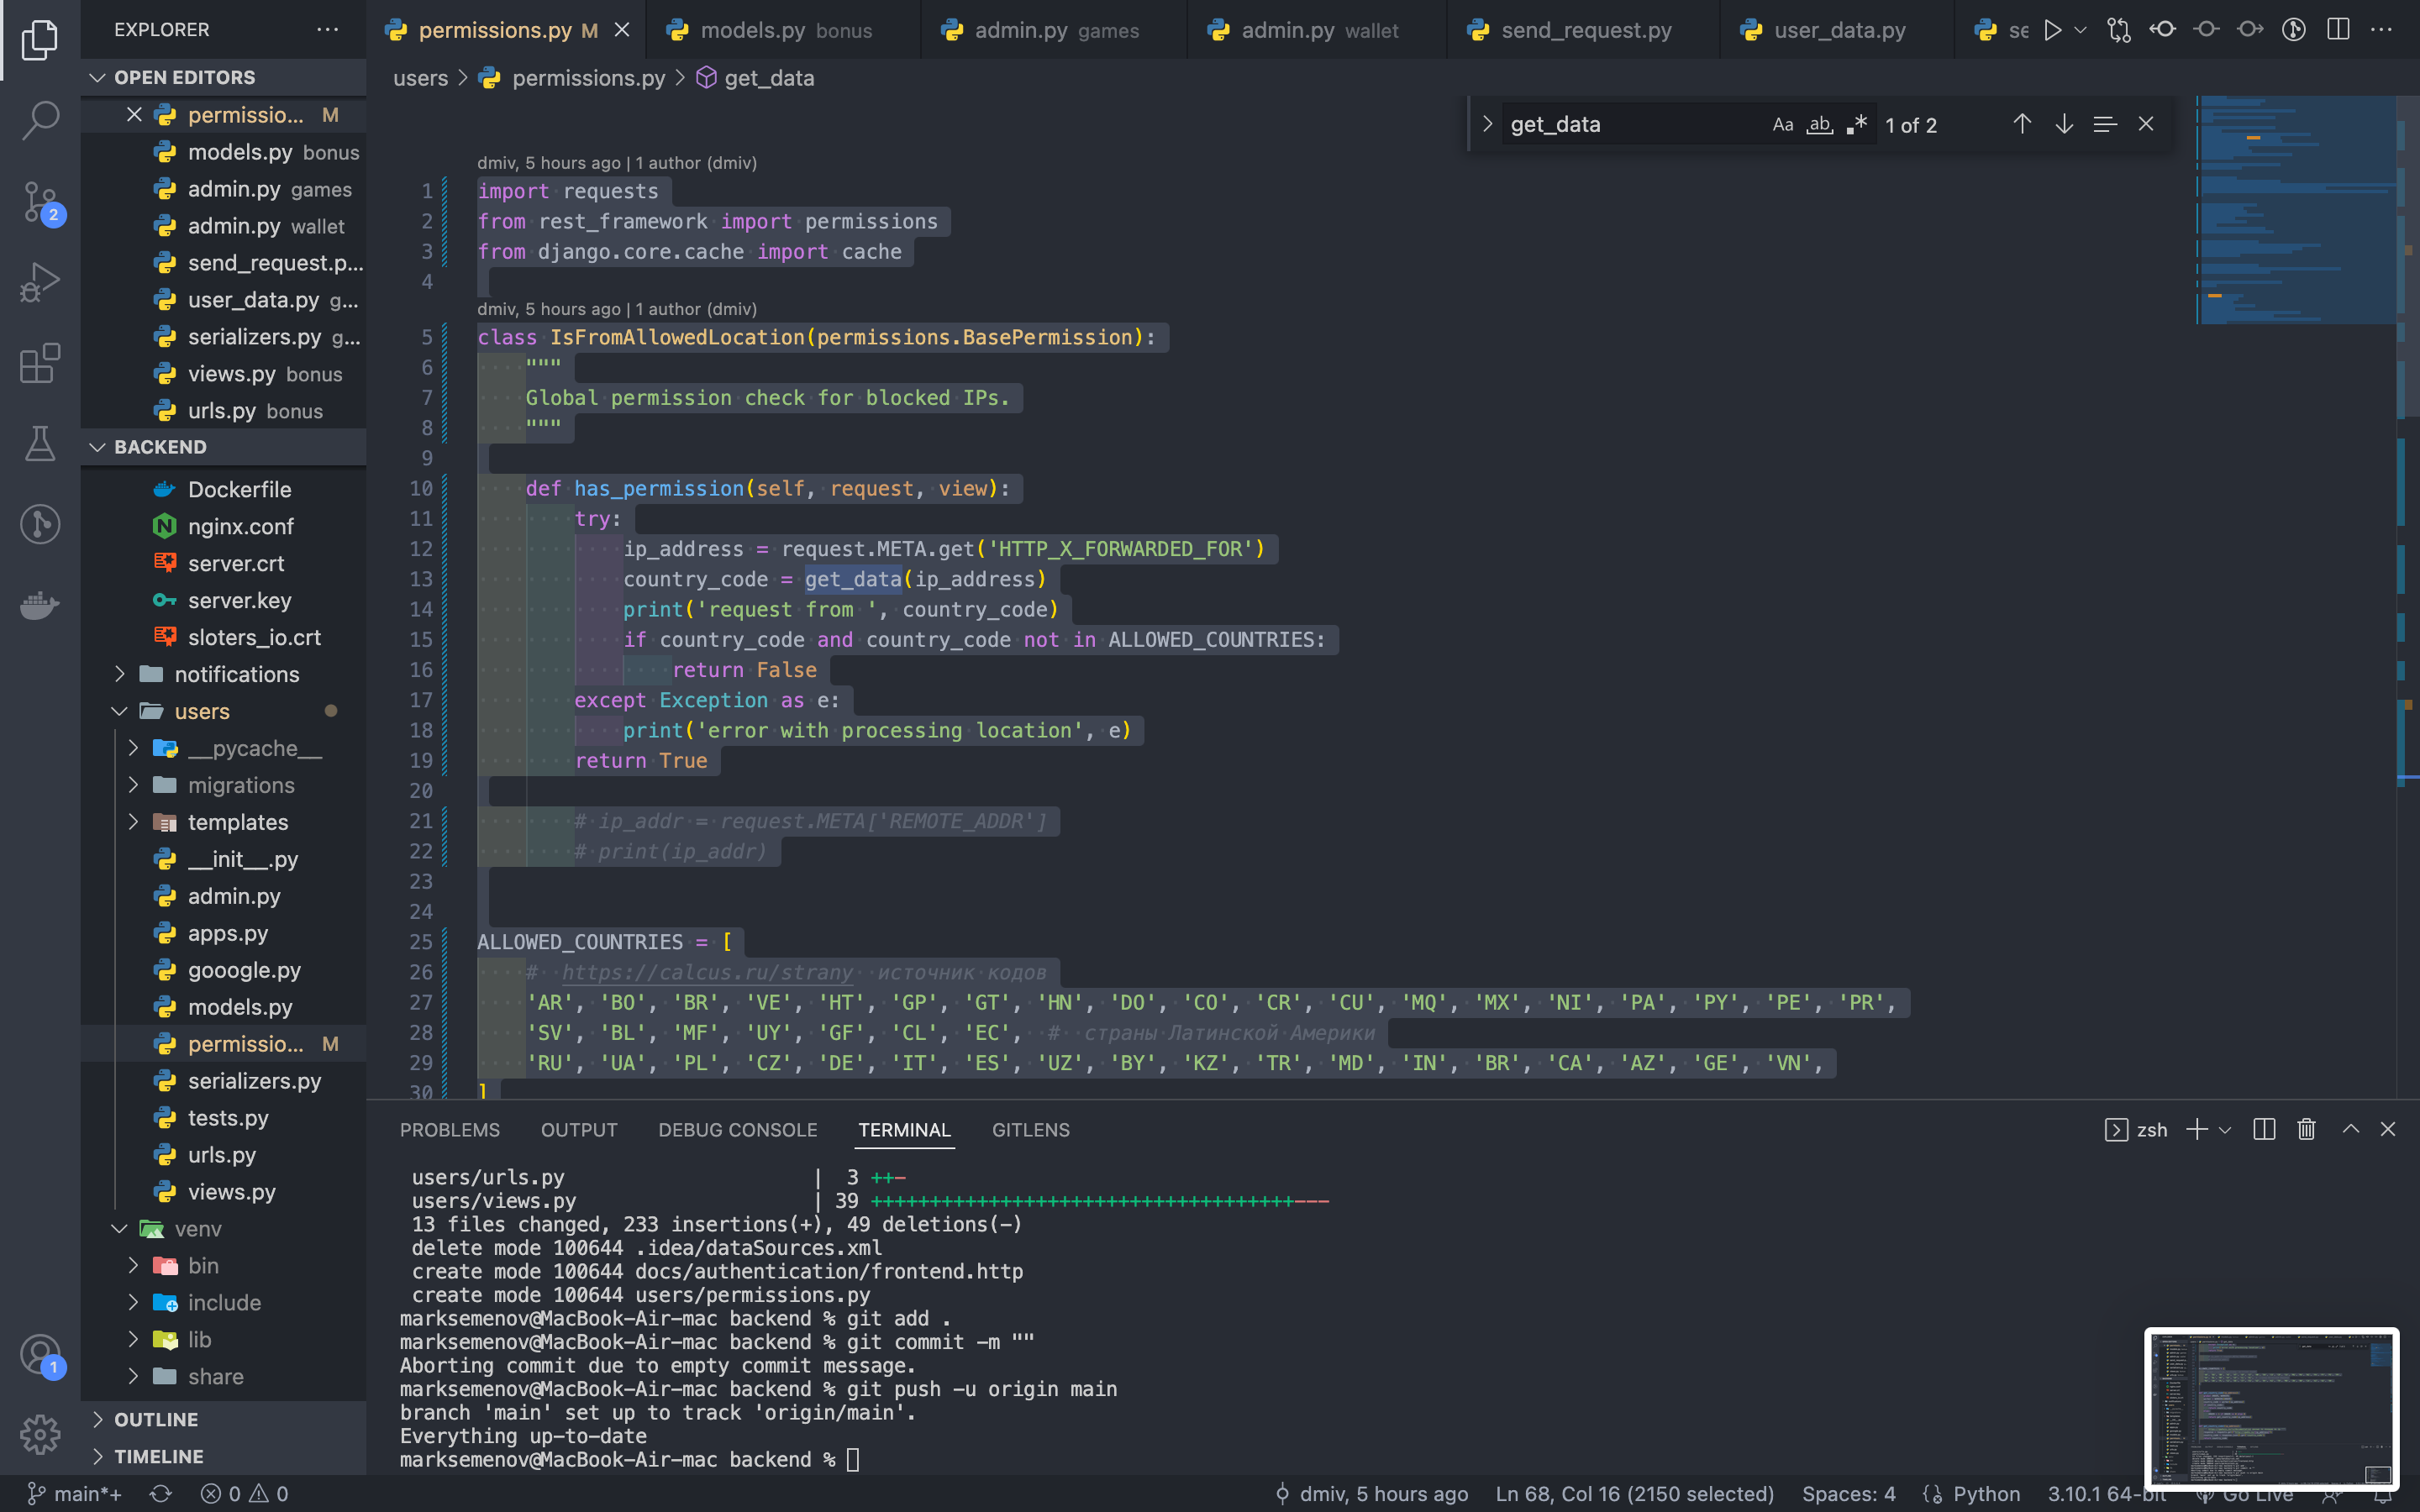 EXPLORER
OPEN EDITORS
permissio... M
models.py bonus
admin.py games
admin.py wallet
send_request.p...
user_data.py g...
serializers.py g...
views.py bonus
urls.py bonus
BACKEND
Dockerfile
nginx.conf
server.crt
server.key
sloters_io.crt
notifications
users
__pycache__
migrations
templates
__init__.py
admin.py
apps.py
gooogle.py
models.py
permissio... M
serializers.py
tests.py
urls.py
views.py
venv
bin
include
lib
share
OUTLINE
TIMELINE
2
1
permissions.py M models.py bonus admin.py games admin.py wallet send_request.py user_data.py se
users > permissions.py > get_data
get_data Aa ab 1 of 2
dmiv, 5 hours ago | 1 author (dmiv)
1 import requests
2 from rest_framework import permissions
3 from django.core.cache import cache
4
dmiv, 5 hours ago | 1 author (dmiv)
5 class IsFromAllowedLocation(permissions.BasePermission):
6 """
7 Global permission check for blocked IPs.
8 """
9
10 def has_permission(self, request, view):
11 try:
12 ip_address = request.META.get('HTTP_X_FORWARDED_FOR')
13 country_code = get_data(ip_address)
14 print('request from ', country_code)
15 if country_code and country_code not in ALLOWED_COUNTRIES:
16 return False
17 except Exception as e:
18 print('error with processing location', e)
19 return True
20
21 # ip_addr = request.META['REMOTE_ADDR']
22 # print(ip_addr)
23
24
25 ALLOWED_COUNTRIES = [
26 # https://calcus.ru/strany источник кодов
27 'AR', 'BO', 'BR', 'VE', 'HT', 'GP', 'GT', 'HN', 'DO', 'CO', 'CR', 'CU', 'MQ', 'MX', 'NI', 'PA', 'PY', 'PE', 'PR',
28 'SV', 'BL', 'MF', 'UY', 'GF', 'CL', 'EC', # страны Латинской Америки
29 'RU', 'UA', 'PL', 'CZ', 'DE', 'IT', 'ES', 'UZ', 'BY', 'KZ', 'TR', 'MD', 'IN', 'BR', 'CA', 'AZ', 'GE', 'VN',
30 ]
PROBLEMS OUTPUT DEBUG CONSOLE TERMINAL GITLENS zsh
users/urls.py | 3 ++-
users/views.py | 39 ++++++++++++++++++++++++++++++++++++---
13 files changed, 233 insertions(+), 49 deletions(-)
delete mode 100644 .idea/dataSources.xml
create mode 100644 docs/authentication/frontend.http
create mode 100644 users/permissions.py
marksemenov@MacBook-Air-mac backend % git add .
marksemenov@MacBook-Air-mac backend % git commit -m ""
Aborting commit due to empty commit message.
marksemenov@MacBook-Air-mac backend % git push -u origin main
branch 'main' set up to track 'origin/main'.
Everything up-to-date
marksemenov@MacBook-Air-mac backend %
main*+ 0 0 dmiv, 5 hours ago Ln 68, Col 16 (2150 selected) Spaces: 4 Python 3.10.1 64-bit Go Live